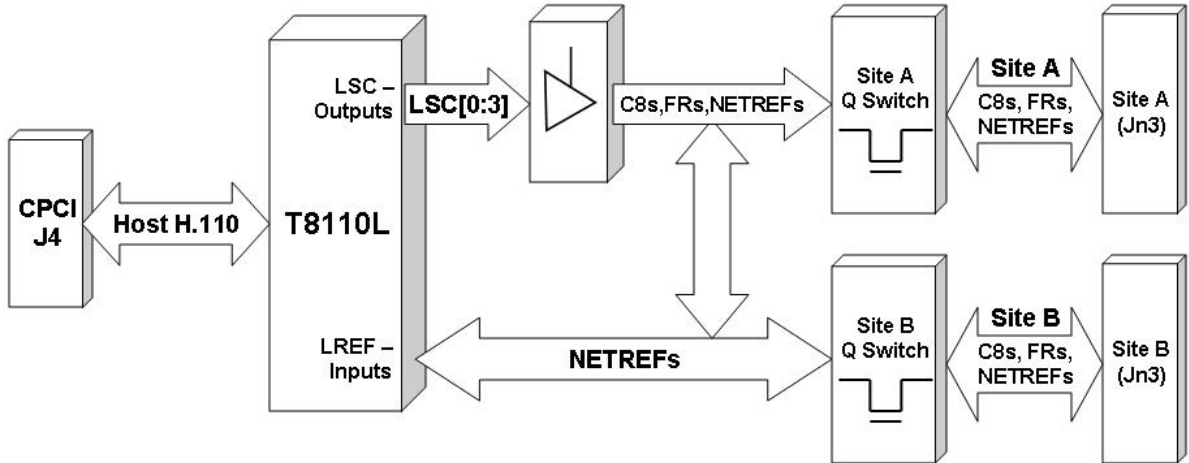 CPCI
J4
Host H.110
T8110L
LSC –
Outputs
LREF –
Inputs
LSC[0:3]
C8s,FRs,NETREFs
NETREFs
Site A
Q Switch
Site A
C8s, FRs,
NETREFs
Site A
(Jn3)
Site B
Q Switch
Site B
C8s, FRs,
NETREFs
Site B
(Jn3)